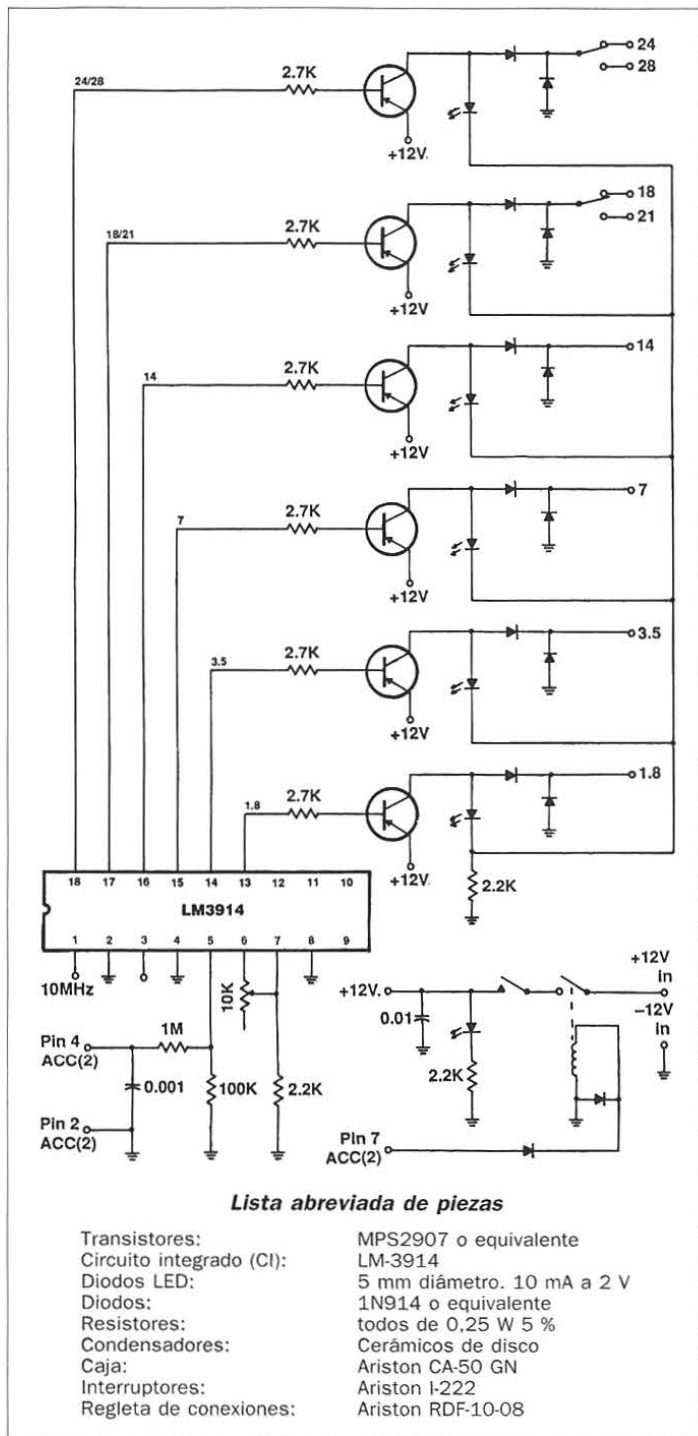 24
2.7K
24/28
28
+12V.
18
2.7K
18/21
21
+12V
2.7K
14
14
+12V
2.7K
7
7
+12V
2.7K
3.5
3.5
+12V
2.7K
1.8
1.8
+12V.
2.2K
18 17 16 15 14 13 12 11 10
LM3914
1 2 3 4 5 6 7 8 9
10MHz
10K
Pin 4
ACC(2)
1M
0.001
100K
2.2K
Pin 2
ACC(2)
+12V
in
+12V.
–12V
in
0.01
2.2K
Pin 7
ACC(2)
Lista abreviada de piezas
Transistores: MPS2907 o equivalente
Circuito integrado (CI): LM-3914
Diodos LED: 5 mm diámetro. 10 mA a 2 V
Diodos: 1N914 o equivalente
Resistores: todos de 0,25 W 5 %
Condensadores: Cerámicos de disco
Caja: Ariston CA-50 GN
Interruptores: Ariston I-222
Regleta de conexiones: Ariston RDF-10-08